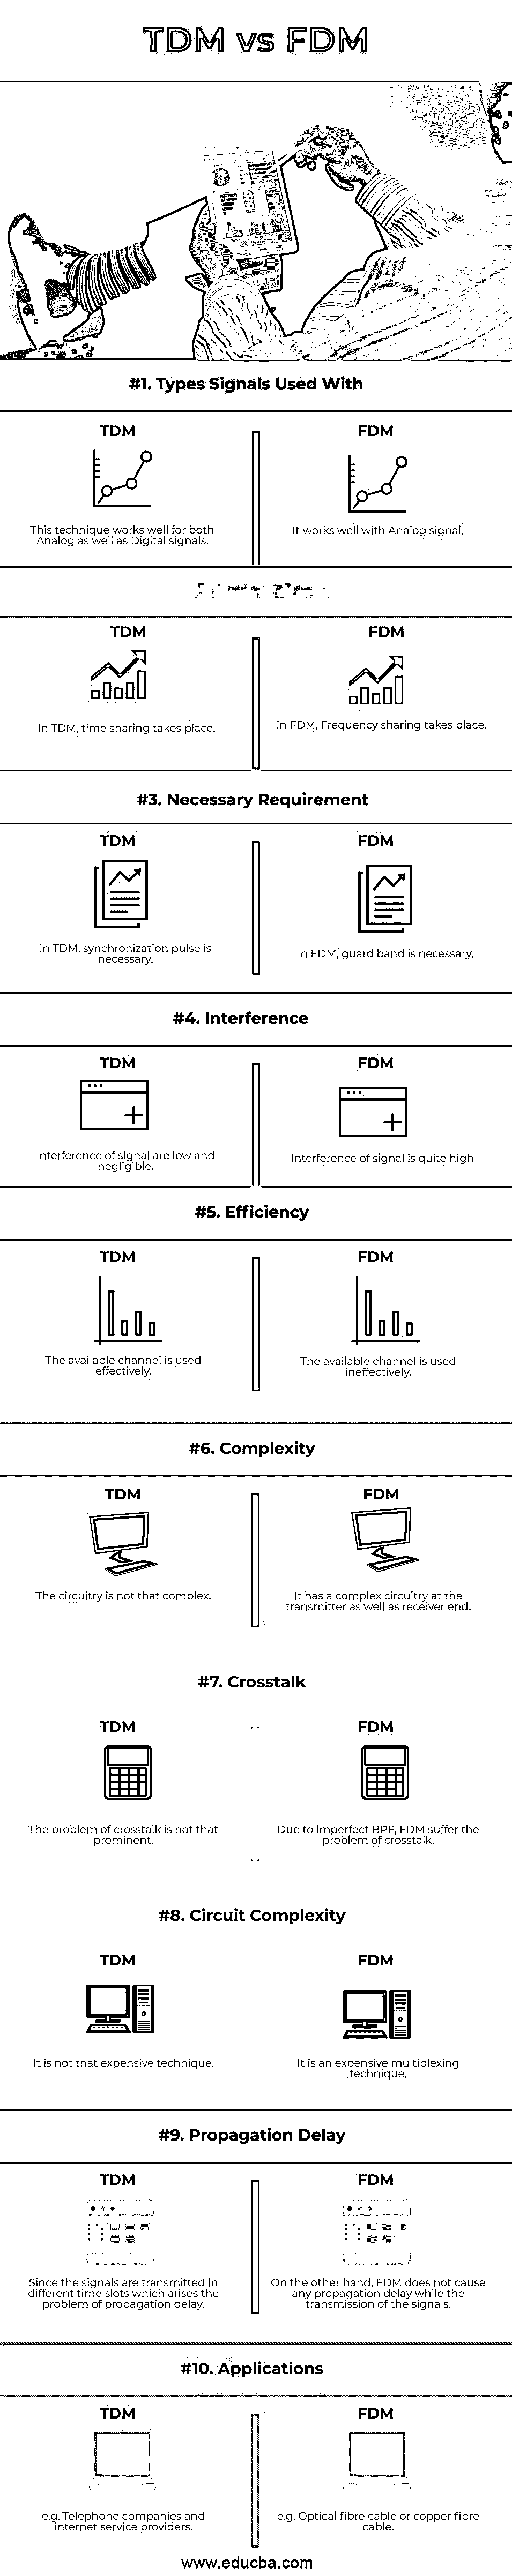 TDM vs FDM
#1. Types Signals Used With
TDM
This technique works well for both
Analog as well as Digital signals.
FDM
It works well with Analog signal.
TDM
In TDM, time sharing takes place.
FDM
In FDM, Frequency sharing takes place.
#3. Necessary Requirement
TDM
In TDM, synchronization pulse is
necessary.
FDM
In FDM, guard band is necessary.
#4. Interference
TDM
Interference of signal are low and
negligible.
FDM
Interference of signal is quite high
#5. Efficiency
TDM
The available channel is used
effectively.
FDM
The available channel is used
ineffectively.
#6. Complexity
TDM
The circuitry is not that complex.
FDM
It has a complex circuitry at the
transmitter as well as receiver end.
#7. Crosstalk
TDM
The problem of crosstalk is not that
prominent.
FDM
Due to imperfect BPF, FDM suffer the
problem of crosstalk.
#8. Circuit Complexity
TDM
It is not that expensive technique.
FDM
It is an expensive multiplexing
technique.
#9. Propagation Delay
TDM
Since the signals are transmitted in
different time slots which arises the
problem of propagation delay.
FDM
On the other hand, FDM does not cause
any propagation delay while the
transmission of the signals.
#10. Applications
TDM
e.g. Telephone companies and
internet service providers.
FDM
e.g. Optical fibre cable or copper fibre
cable.
www.educba.com